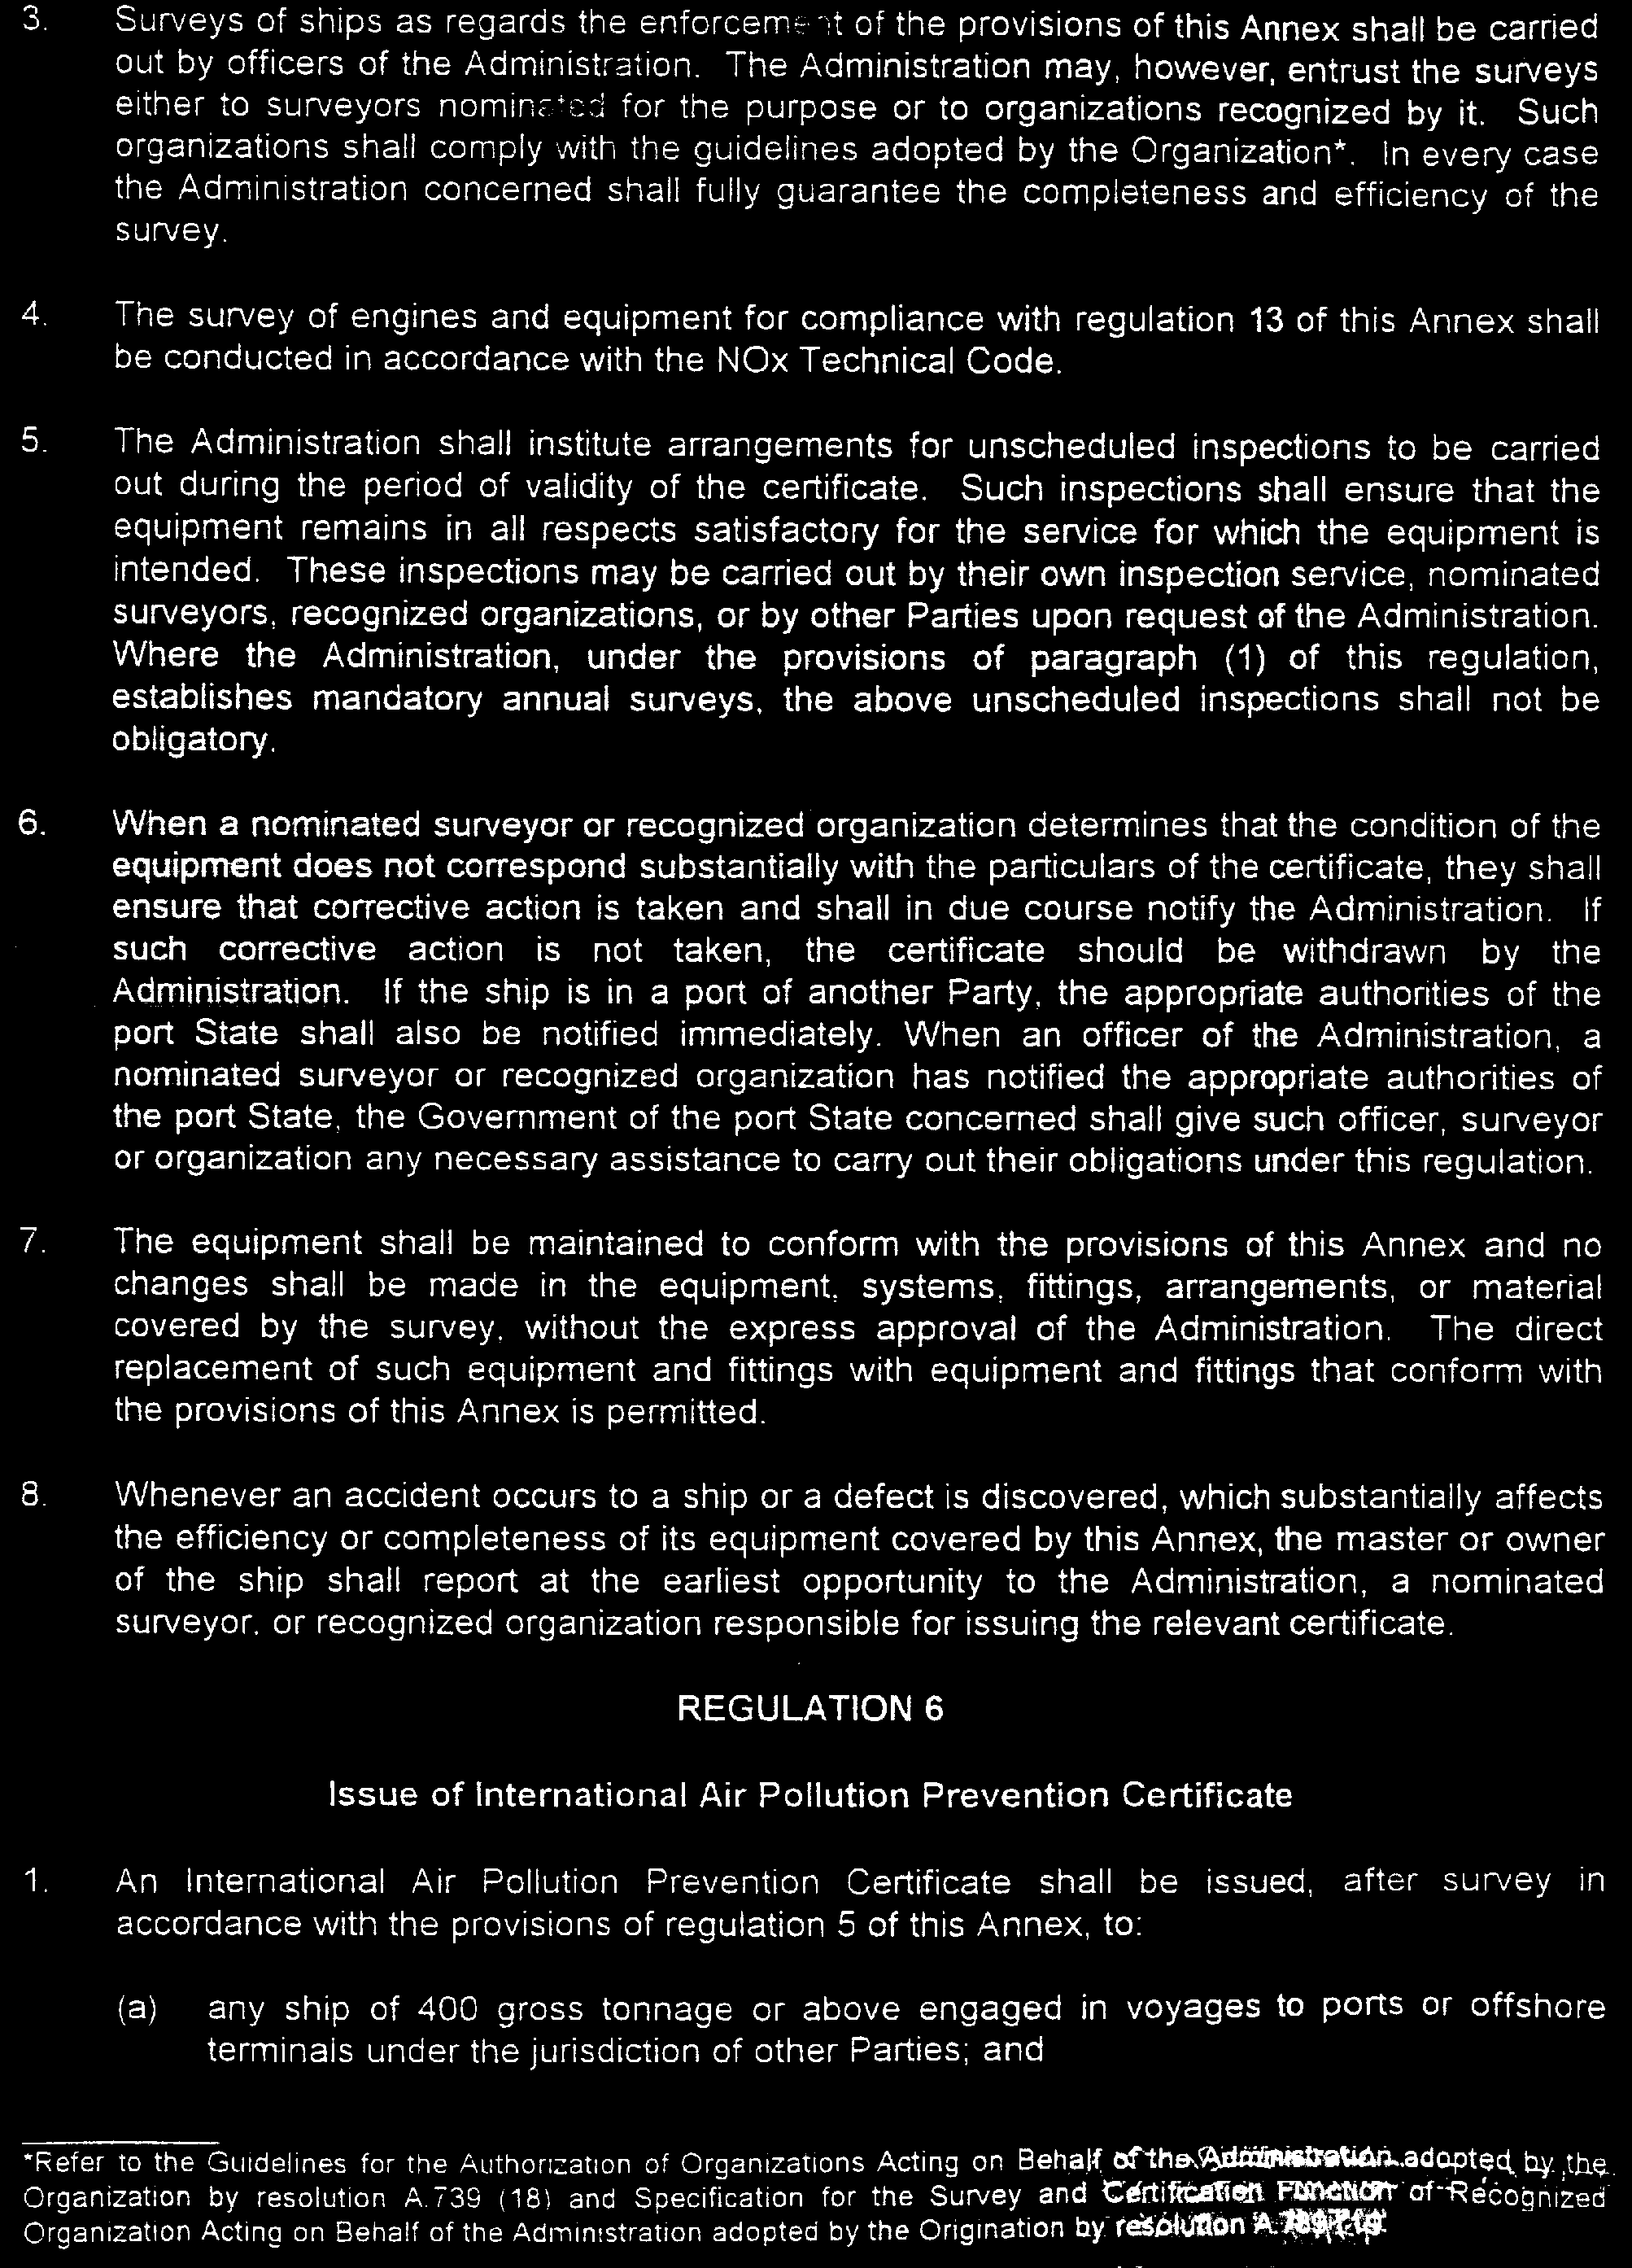 3. Surveys of ships as regards the enforcement of the provisions of this Annex shall be carried
out by officers of the Administration. The Administration may, however, entrust the surveys
either to surveyors nominated for the purpose or to organizations recognized by it. Such
organizations shall comply with the guidelines adopted by the Organization*. In every case
the Administration concerned shall fully guarantee the completeness and efficiency of the
survey.
4. The survey of engines and equipment for compliance with regulation 13 of this Annex shall
be conducted in accordance with the NOx Technical Code.
5. The Administration shall institute arrangements for unscheduled inspections to be carried
out during the period of validity of the certificate. Such inspections shall ensure that the
equipment remains in all respects satisfactory for the service for which the equipment is
intended. These inspections may be carried out by their own inspection service, nominated
surveyors, recognized organizations, or by other Parties upon request of the Administration.
Where the Administration, under the provisions of paragraph (1) of this regulation,
establishes mandatory annual surveys, the above unscheduled inspections shall not be
obligatory.
6. When a nominated surveyor or recognized organization determines that the condition of the
equipment does not correspond substantially with the particulars of the certificate, they shall
ensure that corrective action is taken and shall in due course notify the Administration. If
such corrective action is not taken, the certificate should be withdrawn by the
Administration. If the ship is in a port of another Party, the appropriate authorities of the
port State shall also be notified immediately. When an officer of the Administration, a
nominated surveyor or recognized organization has notified the appropriate authorities of
the port State, the Government of the port State concerned shall give such officer, surveyor
or organization any necessary assistance to carry out their obligations under this regulation.
7. The equipment shall be maintained to conform with the provisions of this Annex and no
changes shall be made in the equipment, systems, fittings, arrangements, or material
covered by the survey, without the express approval of the Administration. The direct
replacement of such equipment and fittings with equipment and fittings that conform with
the provisions of this Annex is permitted.
8. Whenever an accident occurs to a ship or a defect is discovered, which substantially affects
the efficiency or completeness of its equipment covered by this Annex, the master or owner
of the ship shall report at the earliest opportunity to the Administration, a nominated
surveyor, or recognized organization responsible for issuing the relevant certificate.
REGULATION 6
Issue of International Air Pollution Prevention Certificate
1. An International Air Pollution Prevention Certificate shall be issued, after survey in
accordance with the provisions of regulation 5 of this Annex, to:
(a) any ship of 400 gross tonnage or above engaged in voyages to ports or offshore
terminals under the jurisdiction of other Parties; and
*Refer to the Guidelines for the Authorization of Organizations Acting on Behalf of the Administration adopted by the
Organization by resolution A.739 (18) and Specification for the Survey and Certification Function of Recognized
Organization Acting on Behalf of the Administration adopted by the Origination by resolution